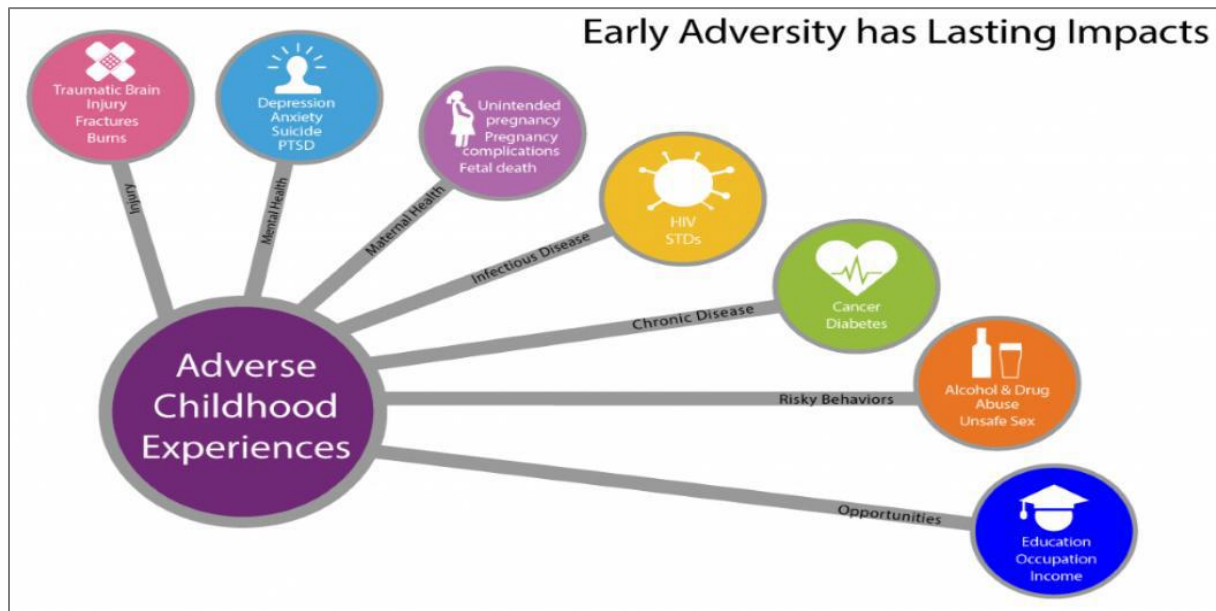 Early Adversity has Lasting Impacts
Traumatic Brain
Injury
Fractures
Burns
Injury
Depression
Anxiety
Suicide
PTSD
Mental Health
Unintended
pregnancy
Pregnancy
complications
Fetal death
Maternal Health
HIV
STDs
Infectious Disease
Cancer
Diabetes
Chronic Disease
Alcohol & Drug
Abuse
Unsafe Sex
Risky Behaviors
Education
Occupation
Income
Opportunities
Adverse
Childhood
Experiences